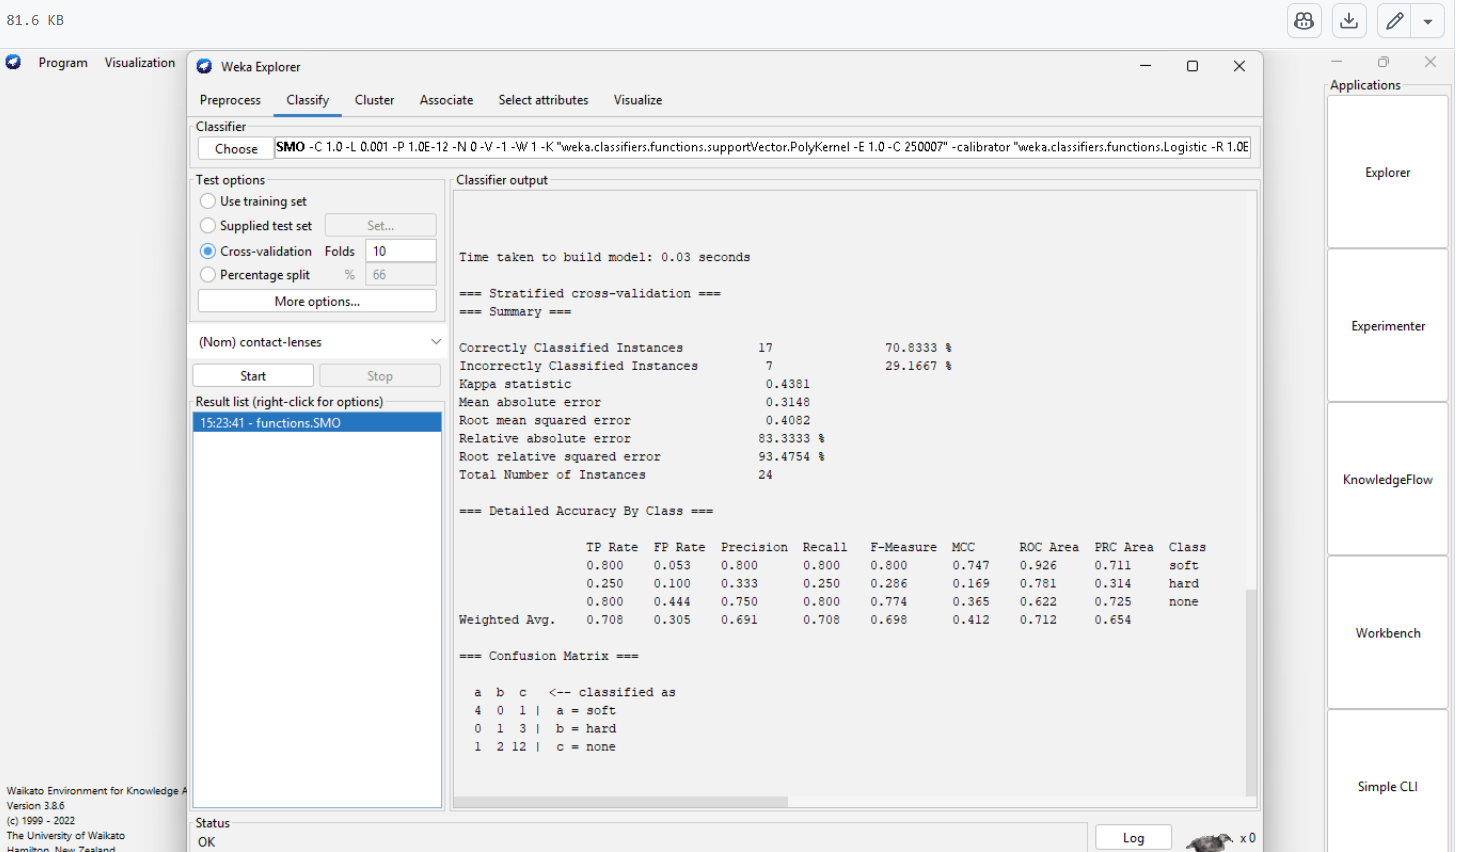 81.6 KB
Program Visualization
Weka Explorer
Preprocess Classify Cluster Associate Select attributes Visualize
Classifier
Choose SMO -C 1.0 -L 0.001 -P 1.0E-12 -N 0 -V -1 -W 1 -K "weka.classifiers.functions.supportVector.PolyKernel -E 1.0 -C 250007" -calibrator "weka.classifiers.functions.Logistic -R 1.0E
Test options
Use training set
Supplied test set Set...
Cross-validation Folds 10
Percentage split % 66
More options...
(Nom) contact-lenses
Start Stop
Result list (right-click for options)
15:23:41 - functions.SMO
Classifier output
Time taken to build model: 0.03 seconds
=== Stratified cross-validation ===
=== Summary ===
Correctly Classified Instances 17 70.8333 %
Incorrectly Classified Instances 7 29.1667 %
Kappa statistic 0.4381
Mean absolute error 0.3148
Root mean squared error 0.4082
Relative absolute error 83.3333 %
Root relative squared error 93.4754 %
Total Number of Instances 24
=== Detailed Accuracy By Class ===
TP Rate FP Rate Precision Recall F-Measure MCC ROC Area PRC Area Class
0.800 0.053 0.800 0.800 0.800 0.747 0.926 0.711 soft
0.250 0.100 0.333 0.250 0.286 0.169 0.781 0.314 hard
0.800 0.444 0.750 0.800 0.774 0.365 0.622 0.725 none
Weighted Avg. 0.708 0.305 0.691 0.708 0.698 0.412 0.712 0.654
=== Confusion Matrix ===
a b c <-- classified as
4 0 1 | a = soft
0 1 3 | b = hard
1 2 12 | c = none
Applications
Explorer
Experimenter
KnowledgeFlow
Workbench
Simple CLI
Waikato Environment for Knowledge A
Version 3.8.6
(c) 1999 - 2022
The University of Waikato
Hamilton, New Zealand
Status
OK
Log
x 0